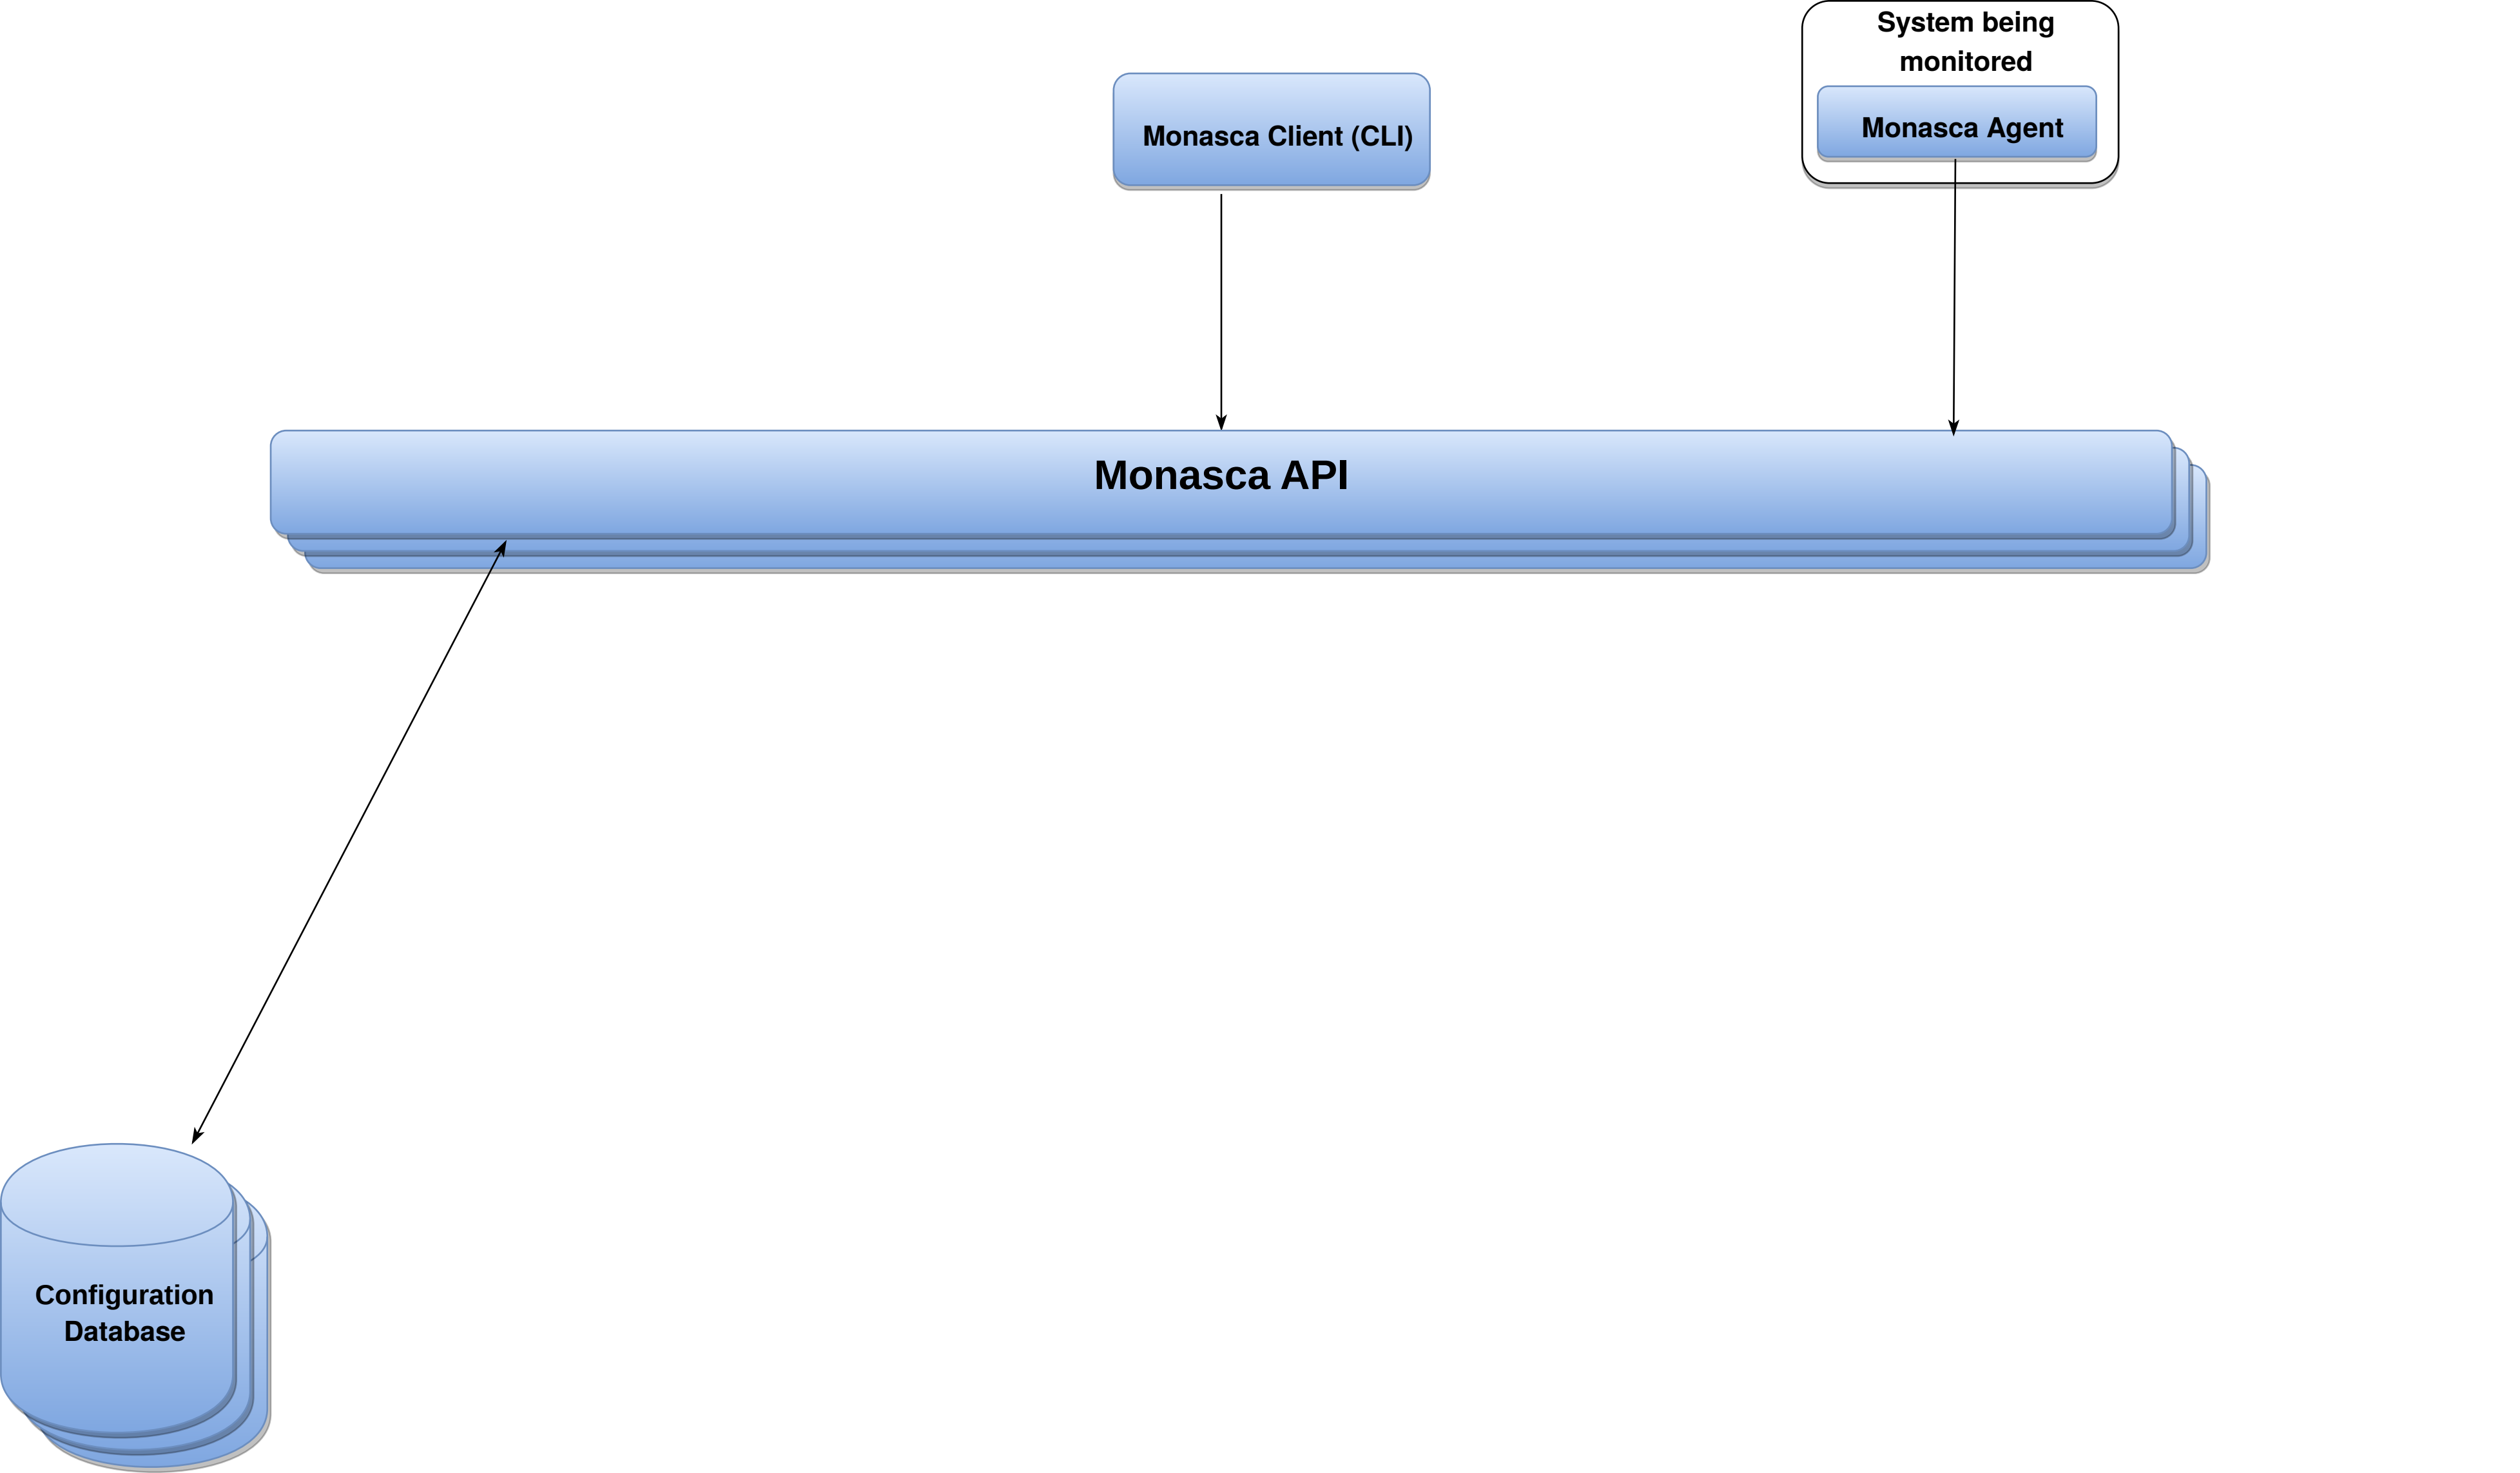 System being
monitored
Monasca Client (CLI)
Monasca Agent
Monasca API
Configuration
Database